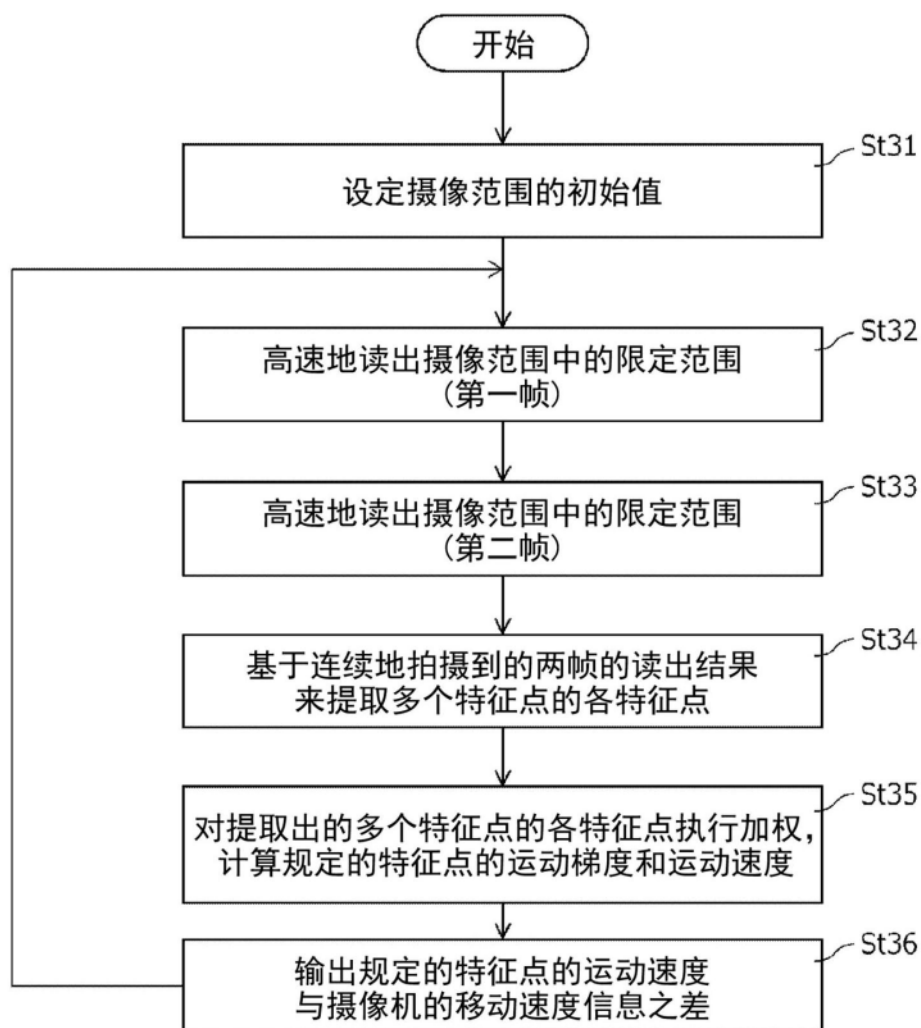 开始
St31
设定摄像范围的初始值
St32
高速地读出摄像范围中的限定范围
(第一帧)
St33
高速地读出摄像范围中的限定范围
(第二帧)
St34
基于连续地拍摄到的两帧的读出结果
来提取多个特征点的各特征点
St35
对提取出的多个特征点的各特征点执行加权，
计算规定的特征点的运动梯度和运动速度
St36
输出规定的特征点的运动速度
与摄像机的移动速度信息之差